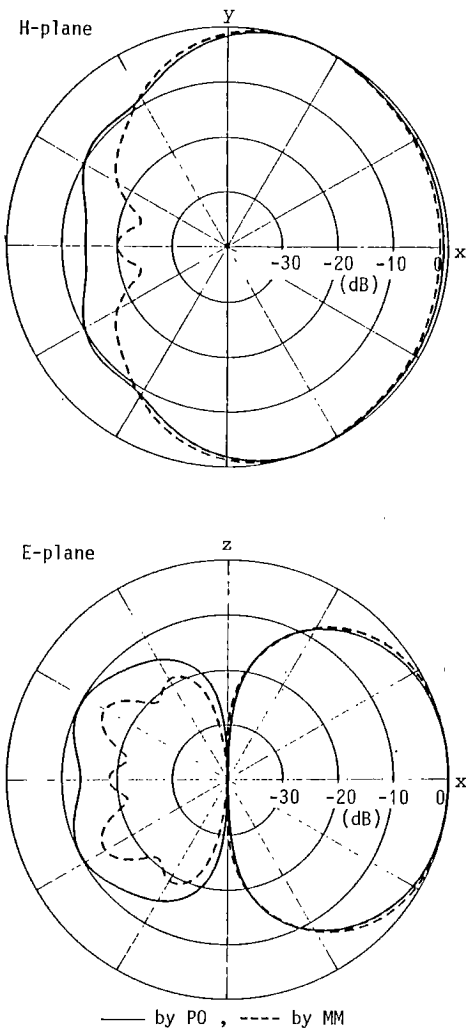 H-plane
y
x
-30 -20 -10 0
(dB)
E-plane
z
x
-30 -20 -10 0
(dB)
—— by PO , ---- by MM